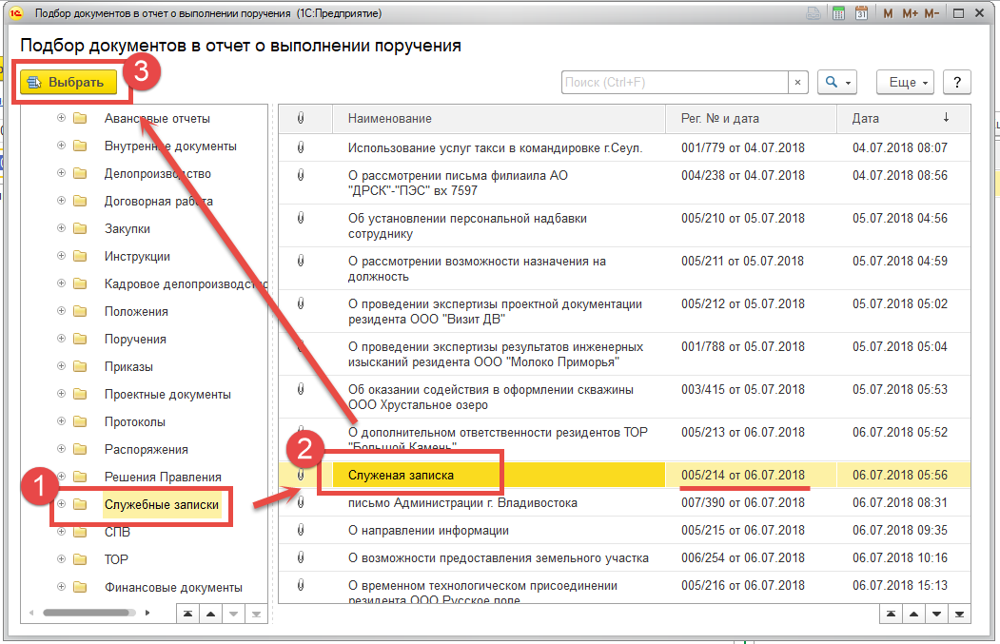 Подбор документов в отчет о выполнении поручения (1С:Предприятие)
M M+ M-
Подбор документов в отчет о выполнении поручения
Выбрать
3
Поиск (Ctrl+F)
×
Еще
?
Авансовые отчеты
Внутренние документы
Делопроизводство
Договорная работа
Закупки
Инструкции
Кадровое делопроизводство
Положения
Поручения
Приказы
Проектные документы
Протоколы
Распоряжения
Решения Правления
1
Служебные записки
СПВ
ТОР
Финансовые документы
Наименование Рег. № и дата Дата ↓
Использование услуг такси в командировке г.Сеул. 001/779 от 04.07.2018 04.07.2018 08:07
О рассмотрении письма филиаила АО 004/238 от 04.07.2018 04.07.2018 08:56
"ДРСК"-"ПЭС" вх 7597
Об установлении персональной надбавки 005/210 от 05.07.2018 05.07.2018 04:56
сотруднику
О рассмотрении возможности назначения на 005/211 от 05.07.2018 05.07.2018 04:59
должность
О проведении экспертизы проектной документации 005/212 от 05.07.2018 05.07.2018 05:02
резидента ООО "Визит ДВ"
О проведении экспертизы результатов инженерных 001/788 от 05.07.2018 05.07.2018 05:04
изысканий резидента ООО "Молоко Приморья"
Об оказании содействия в оформлении скважины 003/415 от 05.07.2018 05.07.2018 05:53
ООО Хрустальное озеро
О дополнительном ответственности резидентов ТОР 005/213 от 06.07.2018 06.07.2018 05:52
"Большой Камень"
2
Служеная записка 005/214 от 06.07.2018 06.07.2018 05:56
письмо Администрации г. Владивостока 007/390 от 06.07.2018 06.07.2018 08:31
О направлении информации 005/215 от 06.07.2018 06.07.2018 09:35
О возможности предоставления земельного участка 006/254 от 06.07.2018 06.07.2018 10:16
О временном технологическом присоединении 005/216 от 06.07.2018 06.07.2018 15:13
резидента ООО Русское поле